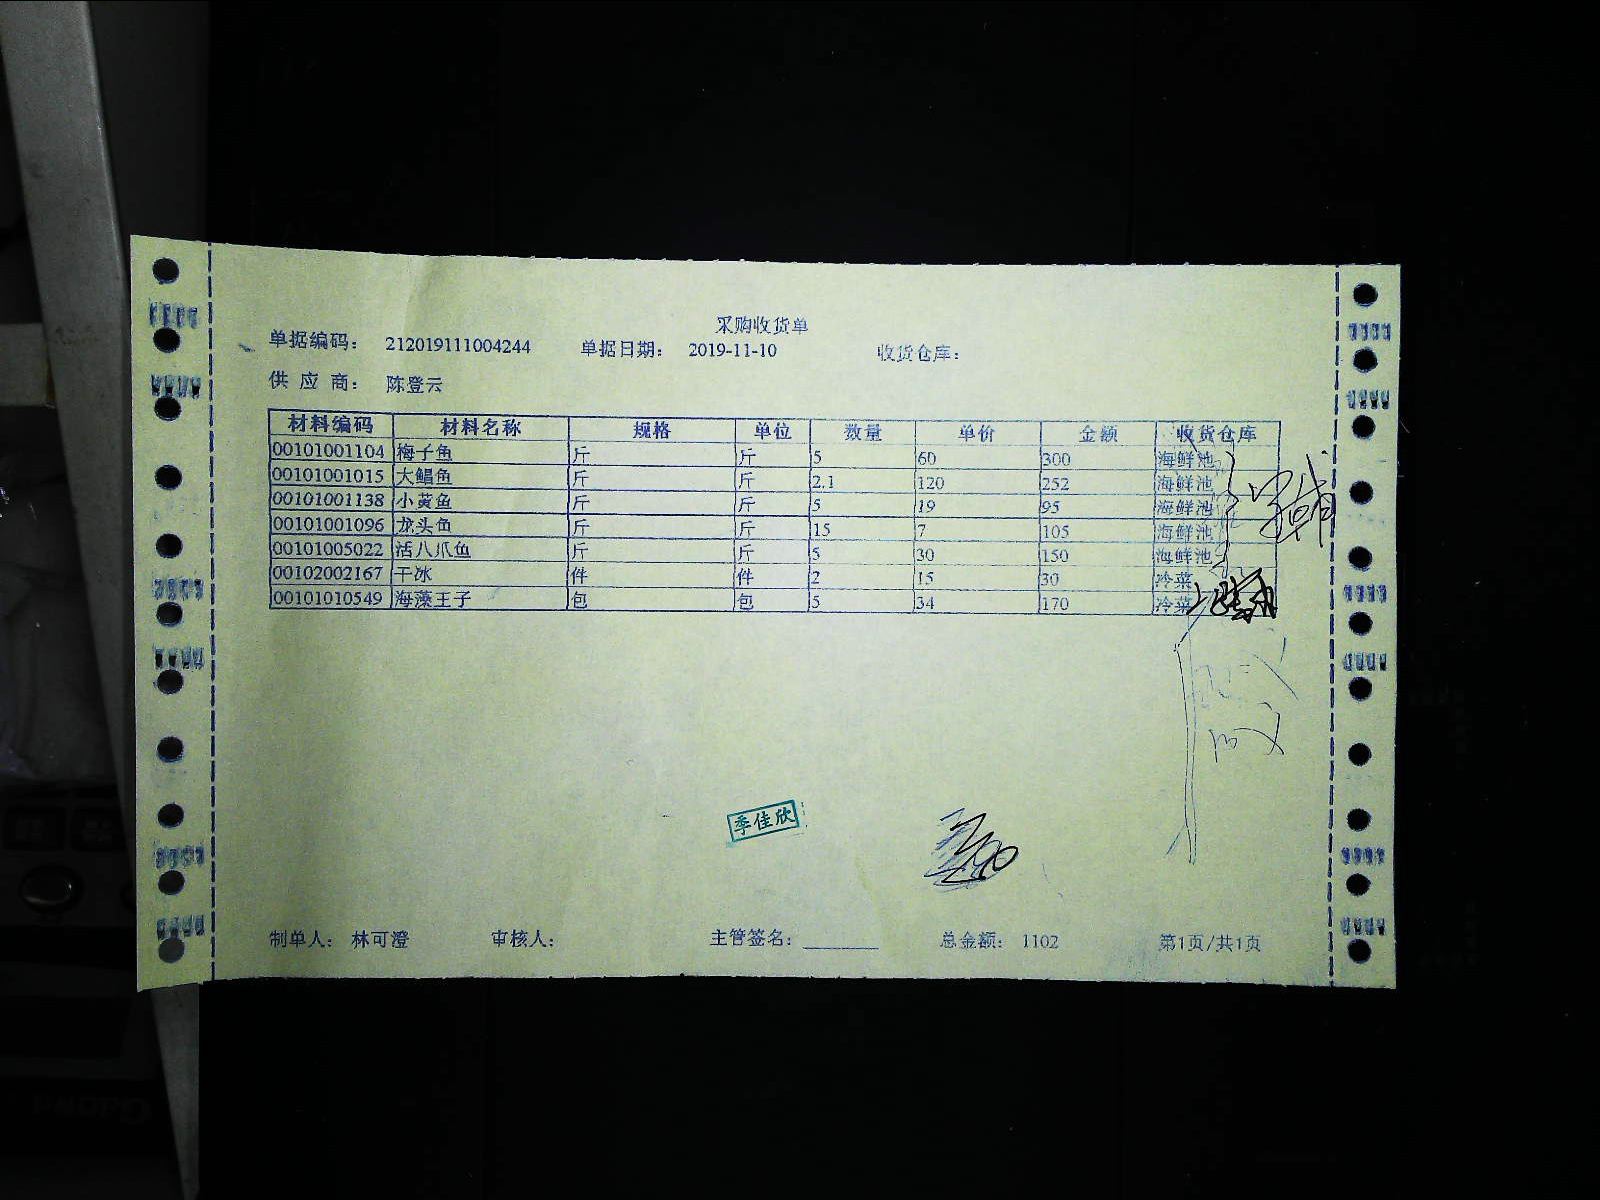 采购收货单
单据编码： 212019111004244 单据日期： 2019-11-10 收货仓库：
供 应 商： 陈登云
材料编码 材料名称 规格 单位 数量 单价 金额 收货仓库
00101001104 梅子鱼 斤 斤 5 60 300 海鲜池
00101001015 大鲳鱼 斤 斤 2.1 120 252 海鲜池
00101001138 小黄鱼 斤 斤 5 19 95 海鲜池
00101001096 龙头鱼 斤 斤 15 7 105 海鲜池
00101005022 活八爪鱼 斤 斤 5 30 150 海鲜池
00102002167 干冰 件 件 2 15 30 冷菜
00101010549 海藻王子 包 包 5 34 170 冷菜
季佳欣
制单人： 林可澄 审核人： 主管签名： 总金额： 1102 第1页/共1页